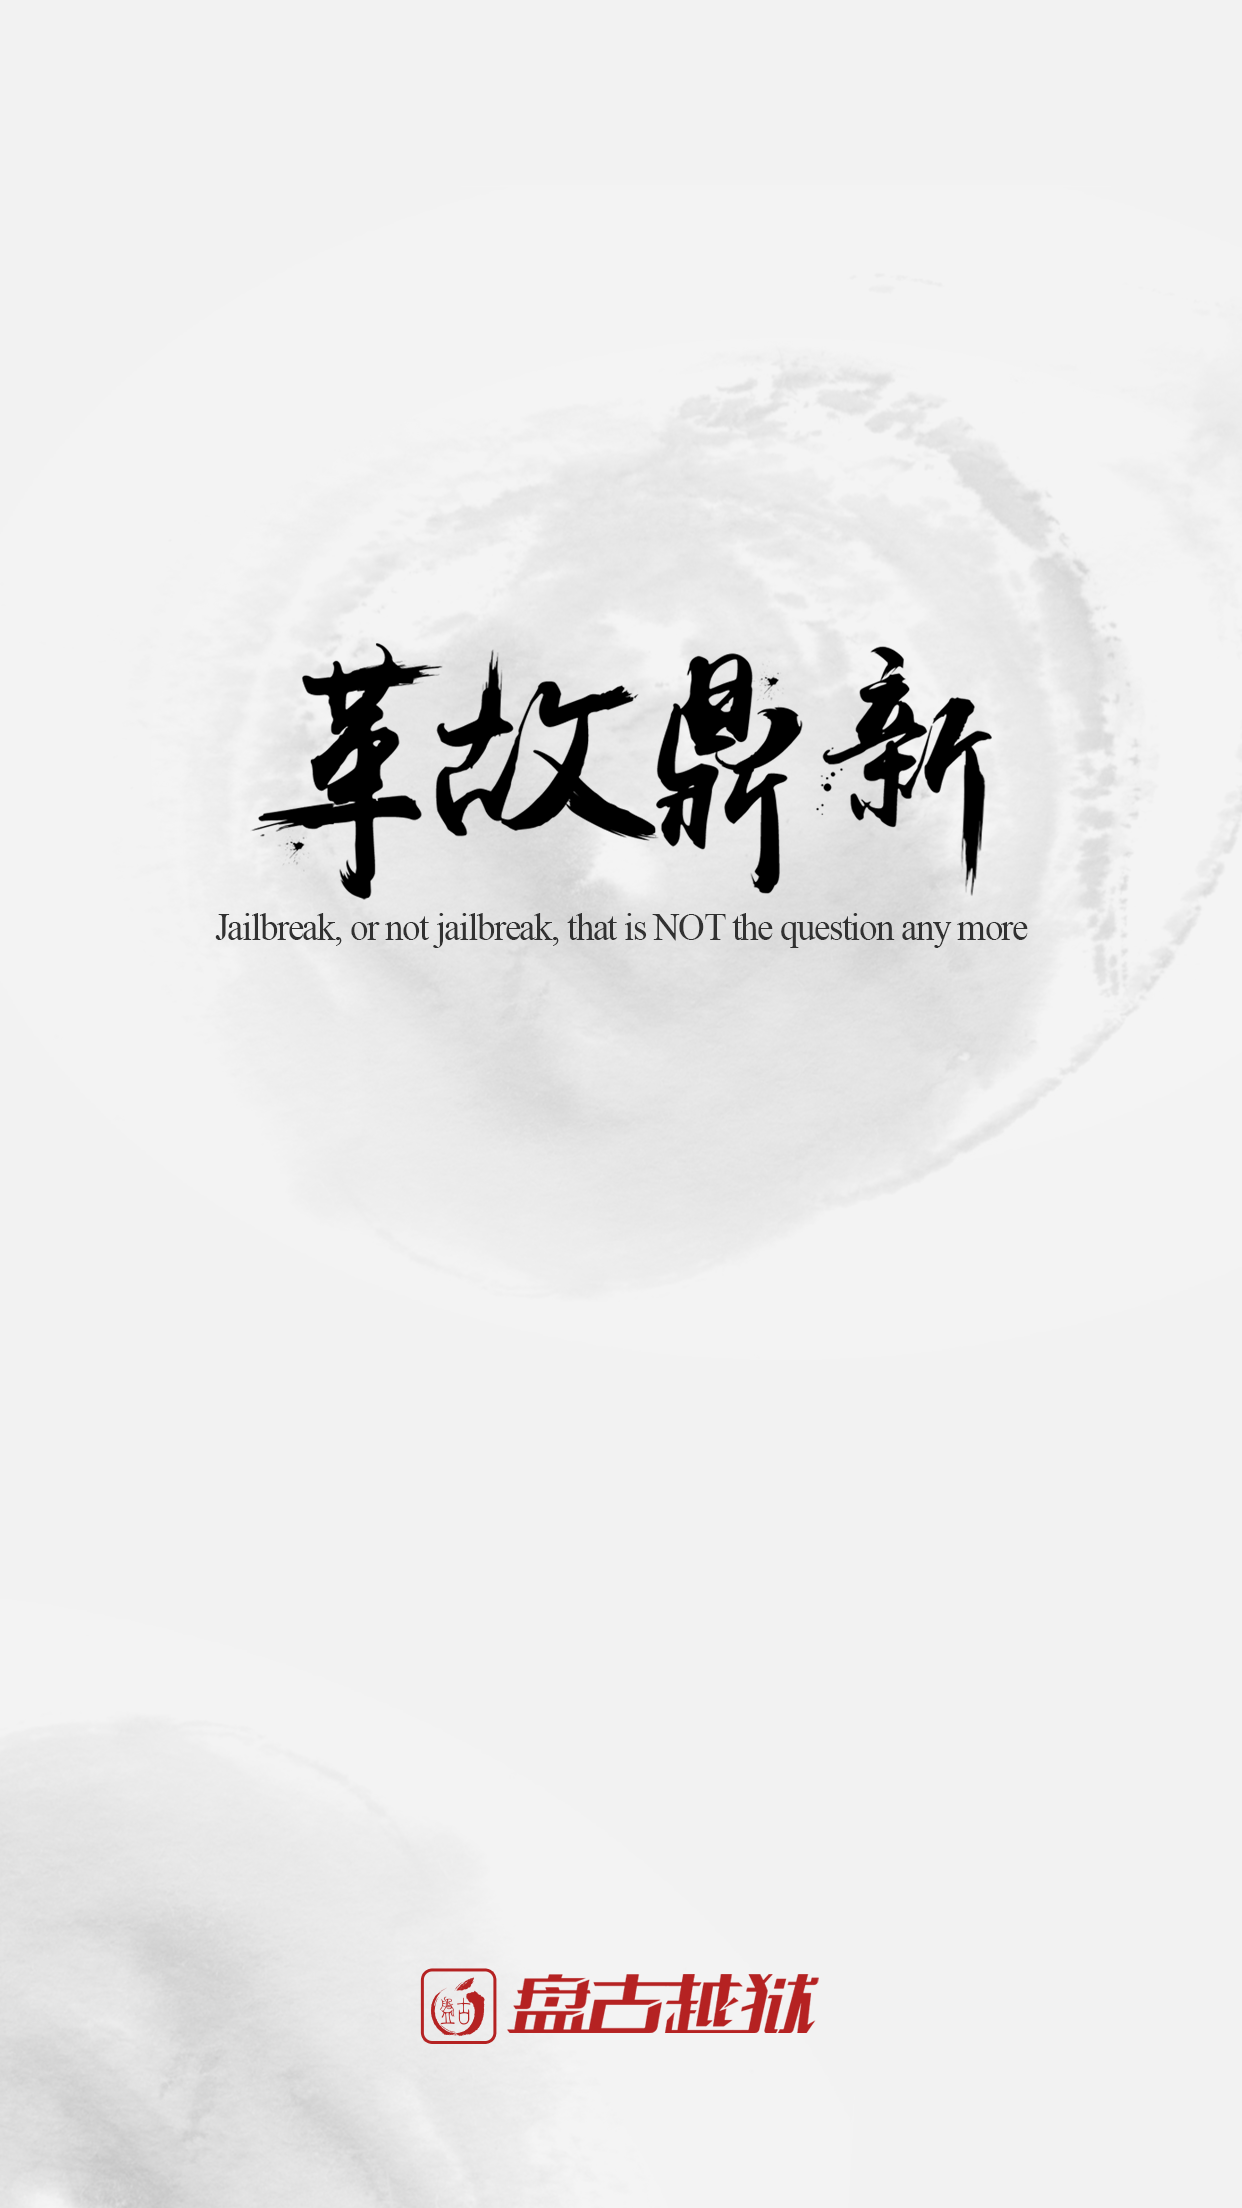 革故鼎新
Jailbreak, or not jailbreak, that is NOT the question any more
盘古
盘古越狱